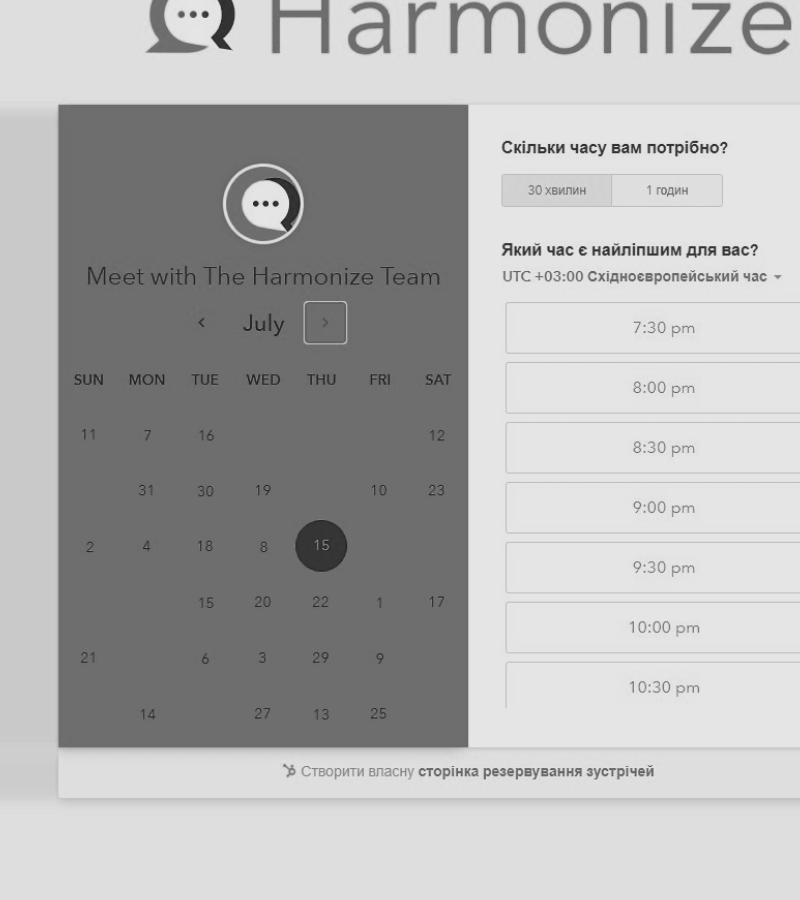 Harmonize
Meet with The Harmonize Team
July
SUN MON TUE WED THU FRI SAT
11 7 16 12
31 30 19 10 23
2 4 18 8 15
15 20 22 1 17
21 6 3 29 9
14 27 13 25
Скільки часу вам потрібно?
30 хвилин 1 годин
Який час є найліпшим для вас?
UTC +03:00 Східноєвропейський час
7:30 pm
8:00 pm
8:30 pm
9:00 pm
9:30 pm
10:00 pm
10:30 pm
Створити власну сторінка резервування зустрічей